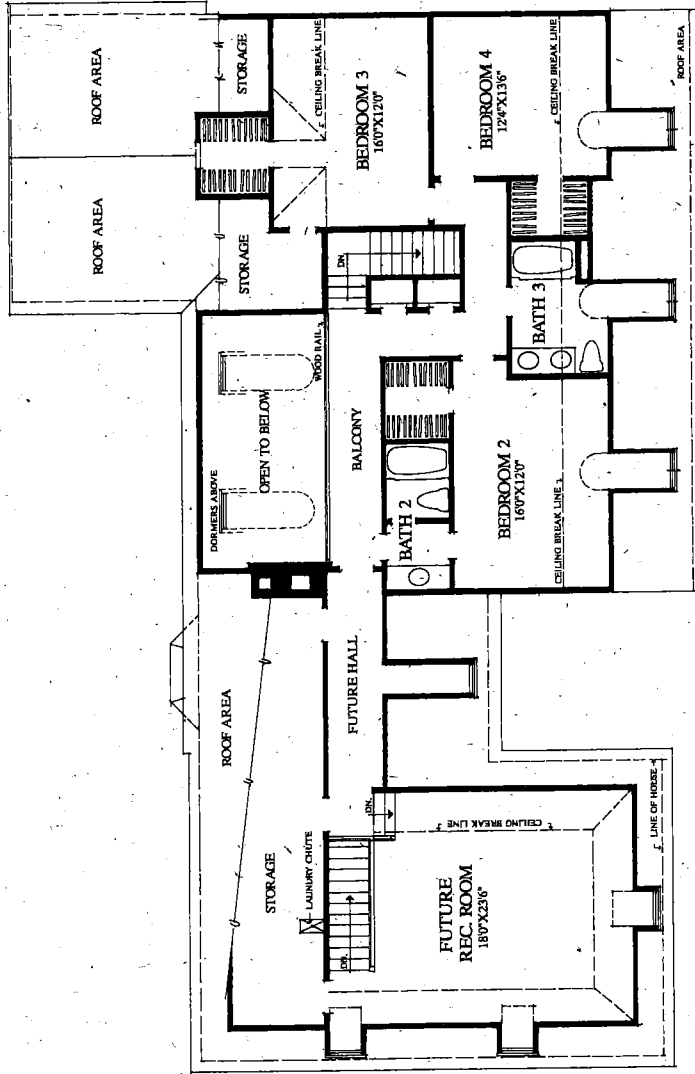 ROOF AREA
ROOF AREA
STORAGE
STORAGE
CEILING BREAK LINE
BEDROOM 3
16'0"X12'0"
BEDROOM 4
12'4"X13'6"
CEILING BREAK LINE
ROOF AREA
DN.
WOOD RAIL
OPEN TO BELOW
DORMERS ABOVE
BALCONY
BATH 3
BATH 2
BEDROOM 2
16'0"X12'0"
CEILING BREAK LINE
ROOF AREA
FUTURE HALL
STORAGE
LAUNDRY CHUTE
DN.
DN.
CEILING BREAK LINE
FUTURE
REC. ROOM
18'0"X23'6"
LINE OF HOUSE